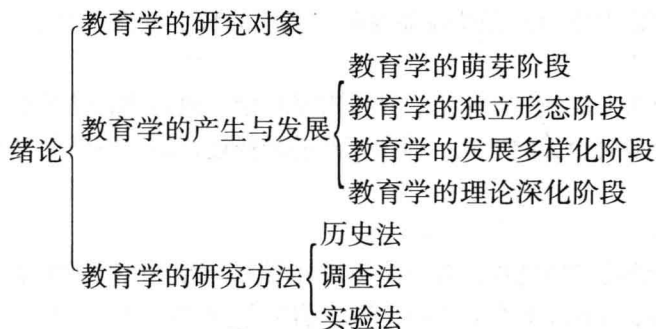 教育学的研究对象
教育学的萌芽阶段
教育学的独立形态阶段
教育学的产生与发展
教育学的发展多样化阶段
绪论
教育学的理论深化阶段
历史法
教育学的研究方法
调查法
实验法